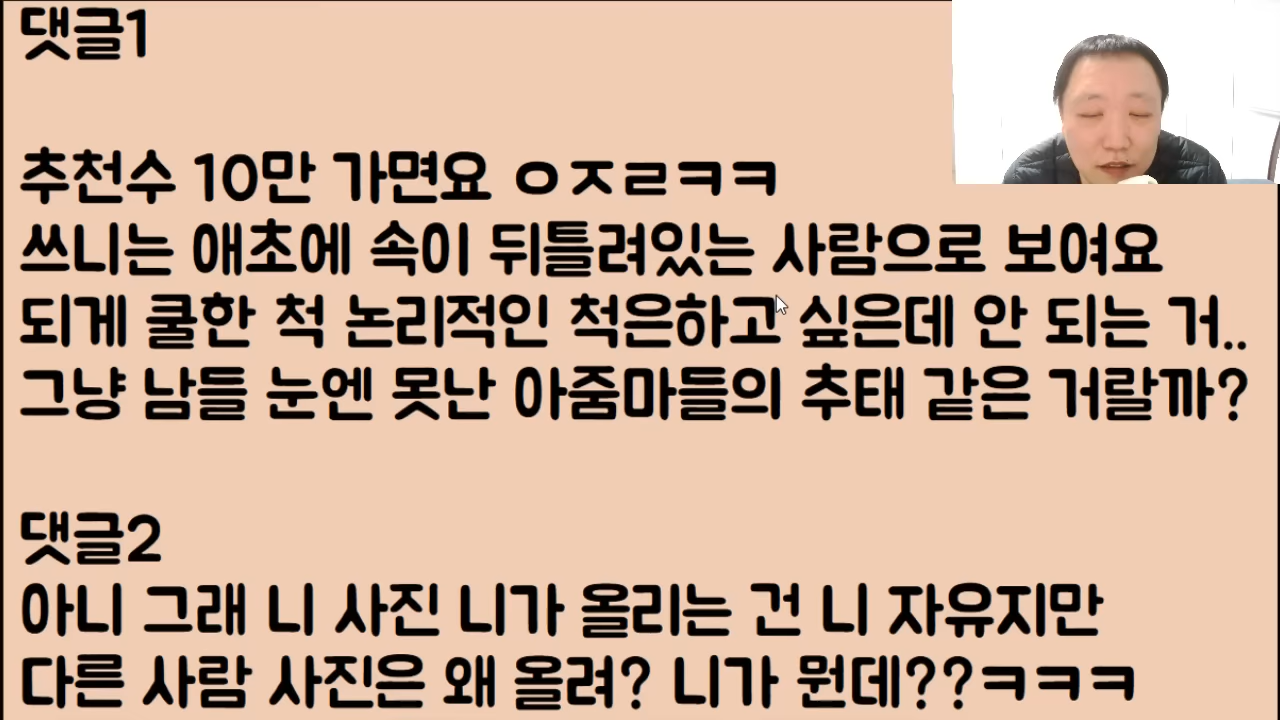 댓글1
추천수 10만 가면요 ㅇㅈㄹㅋㅋ
쓰니는 애초에 속이 뒤틀려있는 사람으로 보여요
되게 쿨한 척 논리적인 척은하고 싶은데 안 되는 거..
그냥 남들 눈엔 못난 아줌마들의 추태 같은 거랄까?
댓글2
아니 그래 니 사진 니가 올리는 건 니 자유지만
다른 사람 사진은 왜 올려? 니가 뭔데??ㅋㅋㅋ